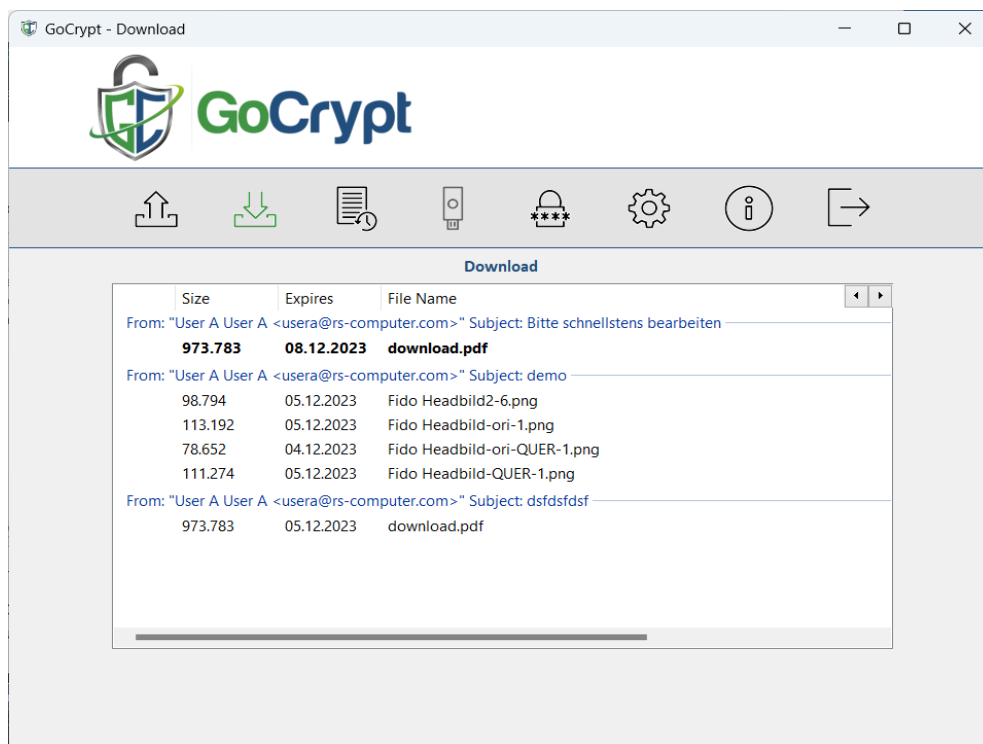 GoCrypt - Download
GoCrypt
****
Download
Size Expires File Name
From: "User A User A <usera@rs-computer.com>" Subject: Bitte schnellstens bearbeiten
973.783 08.12.2023 download.pdf
From: "User A User A <usera@rs-computer.com>" Subject: demo
98.794 05.12.2023 Fido Headbild2-6.png
113.192 05.12.2023 Fido Headbild-ori-1.png
78.652 04.12.2023 Fido Headbild-ori-QUER-1.png
111.274 05.12.2023 Fido Headbild-QUER-1.png
From: "User A User A <usera@rs-computer.com>" Subject: dsfdsfdsf
973.783 05.12.2023 download.pdf